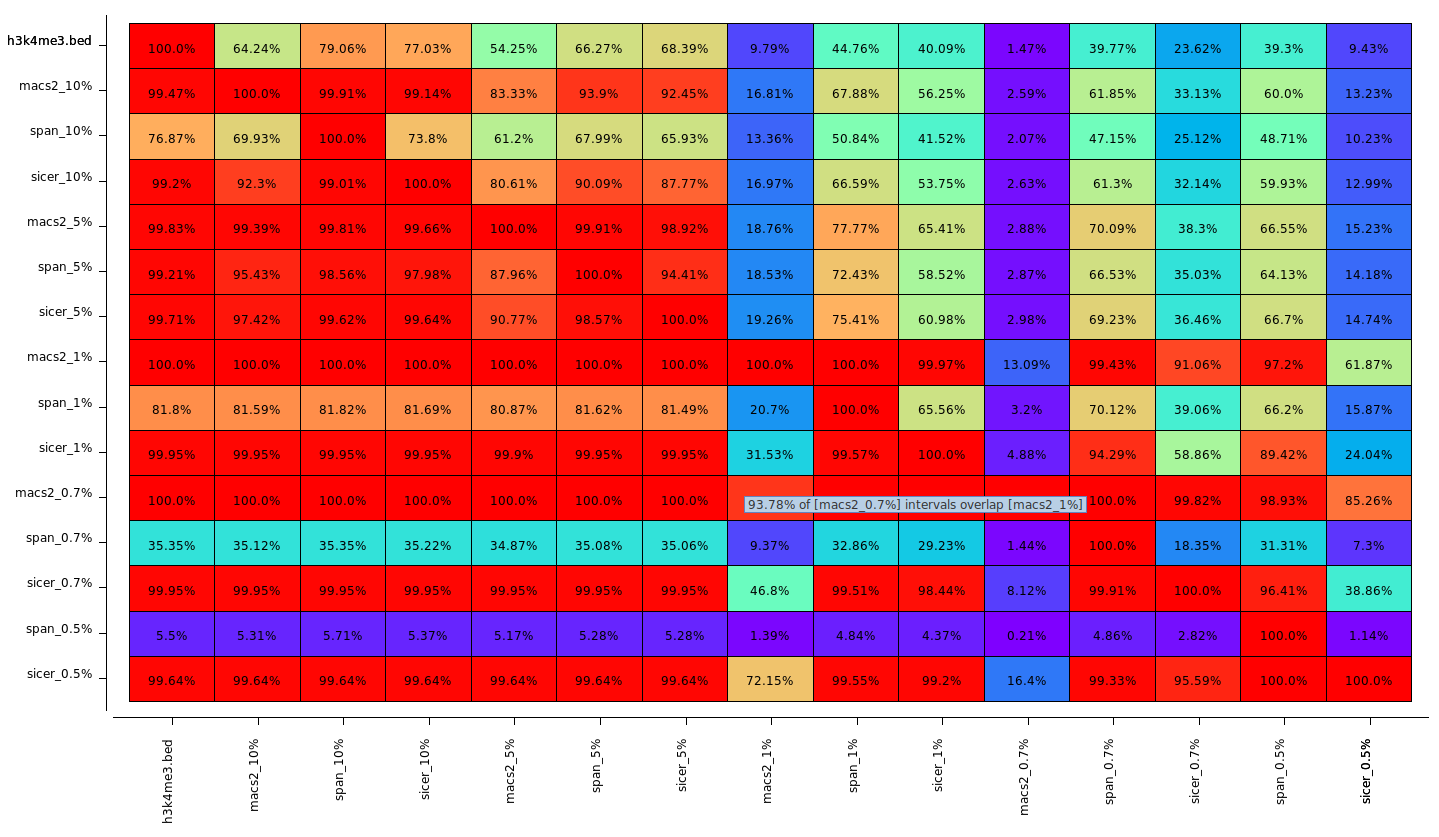 h3k4me3.bed 100.0% 64.24% 79.06% 77.03% 54.25% 66.27% 68.39% 9.79% 44.76% 40.09% 1.47% 39.77% 23.62% 39.3% 9.43%
macs2_10% 99.47% 100.0% 99.91% 99.14% 83.33% 93.9% 92.45% 16.81% 67.88% 56.25% 2.59% 61.85% 33.13% 60.0% 13.23%
span_10% 76.87% 69.93% 100.0% 73.8% 61.2% 67.99% 65.93% 13.36% 50.84% 41.52% 2.07% 47.15% 25.12% 48.71% 10.23%
sicer_10% 99.2% 92.3% 99.01% 100.0% 80.61% 90.09% 87.77% 16.97% 66.59% 53.75% 2.63% 61.3% 32.14% 59.93% 12.99%
macs2_5% 99.83% 99.39% 99.81% 99.66% 100.0% 99.91% 98.92% 18.76% 77.77% 65.41% 2.88% 70.09% 38.3% 66.55% 15.23%
span_5% 99.21% 95.43% 98.56% 97.98% 87.96% 100.0% 94.41% 18.53% 72.43% 58.52% 2.87% 66.53% 35.03% 64.13% 14.18%
sicer_5% 99.71% 97.42% 99.62% 99.64% 90.77% 98.57% 100.0% 19.26% 75.41% 60.98% 2.98% 69.23% 36.46% 66.7% 14.74%
macs2_1% 100.0% 100.0% 100.0% 100.0% 100.0% 100.0% 100.0% 100.0% 100.0% 99.97% 13.09% 99.43% 91.06% 97.2% 61.87%
span_1% 81.8% 81.59% 81.82% 81.69% 80.87% 81.62% 81.49% 20.7% 100.0% 65.56% 3.2% 70.12% 39.06% 66.2% 15.87%
sicer_1% 99.95% 99.95% 99.95% 99.95% 99.9% 99.95% 99.95% 31.53% 99.57% 100.0% 4.88% 94.29% 58.86% 89.42% 24.04%
macs2_0.7% 100.0% 100.0% 100.0% 100.0% 100.0% 100.0% 100.0% 93.78% of [macs2_0.7%] intervals overlap [macs2_1%] 100.0% 99.82% 98.93% 85.26%
span_0.7% 35.35% 35.12% 35.35% 35.22% 34.87% 35.08% 35.06% 9.37% 32.86% 29.23% 1.44% 100.0% 18.35% 31.31% 7.3%
sicer_0.7% 99.95% 99.95% 99.95% 99.95% 99.95% 99.95% 99.95% 46.8% 99.51% 98.44% 8.12% 99.91% 100.0% 96.41% 38.86%
span_0.5% 5.5% 5.31% 5.71% 5.37% 5.17% 5.28% 5.28% 1.39% 4.84% 4.37% 0.21% 4.86% 2.82% 100.0% 1.14%
sicer_0.5% 99.64% 99.64% 99.64% 99.64% 99.64% 99.64% 99.64% 72.15% 99.55% 99.2% 16.4% 99.33% 95.59% 100.0% 100.0%
h3k4me3.bed macs2_10% span_10% sicer_10% macs2_5% span_5% sicer_5% macs2_1% span_1% sicer_1% macs2_0.7% span_0.7% sicer_0.7% span_0.5% sicer_0.5%